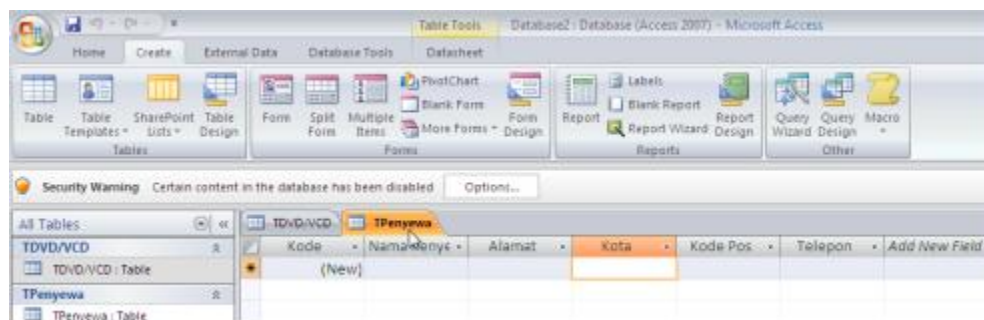 Table Tools Database2 : Database (Access 2007) - Microsoft Access
Home Create External Data Database Tools Datasheet
Table
Table Templates
SharePoint Lists
Table Design
Tables
Form
Split Form
Multiple Items
PivotChart
Blank Form
More Forms
Form Design
Forms
Report
Labels
Blank Report
Report Wizard
Report Design
Reports
Query Wizard
Query Design
Macro
Other
Security Warning Certain content in the database has been disabled Options...
All Tables
TDVD/VCD TPenyewa
TDVD/VCD
TDVD/VCD : Table
TPenyewa
TPenyewa : Table
Kode Alamat Kota Kode Pos Telepon Add New Field
(New)